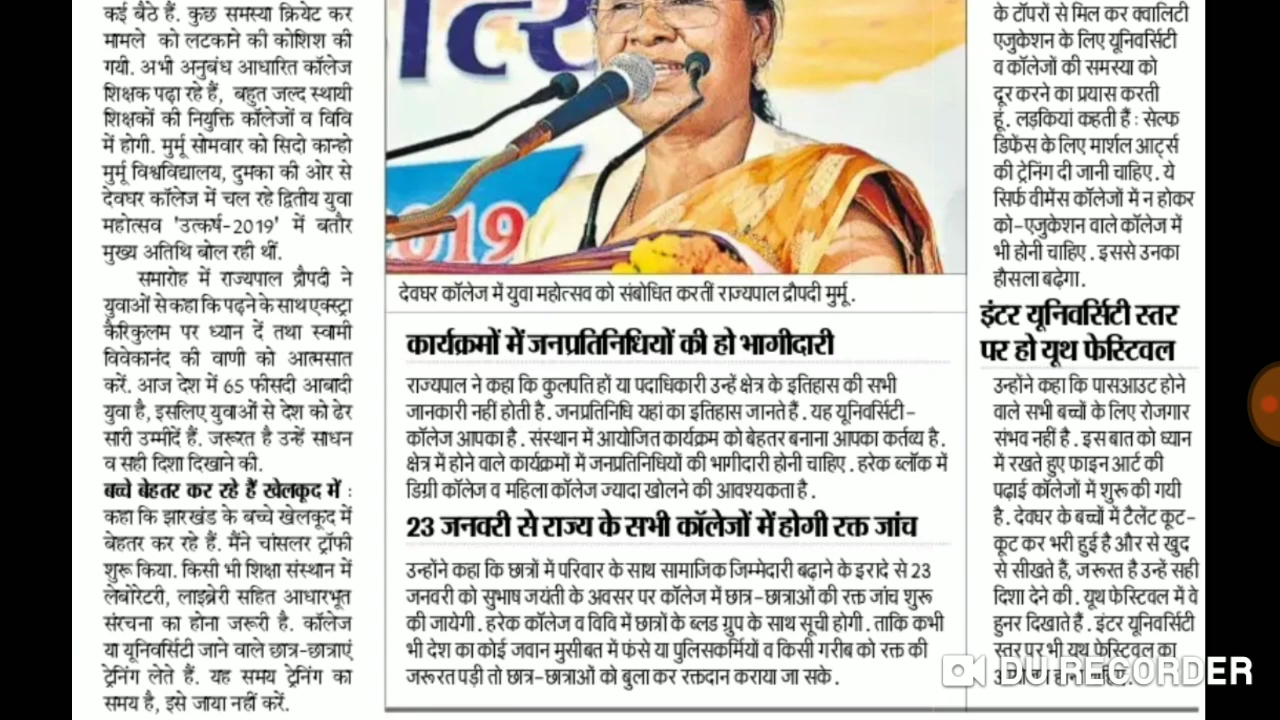 कई बैठे हैं. कुछ समस्या क्रियेट कर
मामले को लटकाने की कोशिश की
गयी. अभी अनुबंध आधारित कॉलेज
शिक्षक पढ़ा रहे हैं, बहुत जल्द स्थायी
शिक्षकों की नियुक्ति कॉलेजों व विवि
में होगी. मुर्मू सोमवार को सिदो कान्हो
मुर्मू विश्वविद्यालय, दुमका की ओर से
देवघर कॉलेज में चल रहे द्वितीय युवा
महोत्सव 'उत्कर्ष-2019' में बतौर
मुख्य अतिथि बोल रही थीं.
समारोह में राज्यपाल द्रौपदी ने
युवाओं से कहा कि पढ़ने के साथ एक्स्ट्रा
कैरिकुलम पर ध्यान दें तथा स्वामी
विवेकानंद की वाणी को आत्मसात
करें. आज देश में 65 फीसदी आबादी
युवा है, इसलिए युवाओं से देश को ढेर
सारी उम्मीदें हैं. जरूरत है उन्हें साधन
व सही दिशा दिखाने की.
बच्चे बेहतर कर रहे हैं खेलकूद में :
कहा कि झारखंड के बच्चे खेलकूद में
बेहतर कर रहे हैं. मैंने चांसलर ट्रॉफी
शुरू किया. किसी भी शिक्षा संस्थान में
लेबोरेटरी, लाइब्रेरी सहित आधारभूत
संरचना का होना जरूरी है. कॉलेज
या यूनिवर्सिटी जाने वाले छात्र-छात्राएं
ट्रेनिंग लेते हैं. यह समय ट्रेनिंग का
समय है, इसे जाया नहीं करें.
2019
देवघर कॉलेज में युवा महोत्सव को संबोधित करतीं राज्यपाल द्रौपदी मुर्मू.
कार्यक्रमों में जनप्रतिनिधियों की हो भागीदारी
राज्यपाल ने कहा कि कुलपति हों या पदाधिकारी उन्हें क्षेत्र के इतिहास की सभी
जानकारी नहीं होती है. जनप्रतिनिधि यहां का इतिहास जानते हैं. यह यूनिवर्सिटी-
कॉलेज आपका है. संस्थान में आयोजित कार्यक्रम को बेहतर बनाना आपका कर्तव्य है.
क्षेत्र में होने वाले कार्यक्रमों में जनप्रतिनिधियों की भागीदारी होनी चाहिए. हरेक ब्लॉक में
डिग्री कॉलेज व महिला कॉलेज ज्यादा खोलने की आवश्यकता है.
23 जनवरी से राज्य के सभी कॉलेजों में होगी रक्त जांच
उन्होंने कहा कि छात्रों में परिवार के साथ सामाजिक जिम्मेदारी बढ़ाने के इरादे से 23
जनवरी को सुभाष जयंती के अवसर पर कॉलेज में छात्र-छात्राओं की रक्त जांच शुरू
की जायेगी. हरेक कॉलेज व विवि में छात्रों के ब्लड ग्रुप के साथ सूची होगी. ताकि कभी
भी देश का कोई जवान मुसीबत में फंसे या पुलिसकर्मियों व किसी गरीब को रक्त की
जरूरत पड़ी तो छात्र-छात्राओं को बुला कर रक्तदान कराया जा सके.
के टॉपरों से मिल कर क्वालिटी
एजुकेशन के लिए यूनिवर्सिटी
व कॉलेजों की समस्या को
दूर करने का प्रयास करती
हूं. लड़कियां कहती हैं : सेल्फ
डिफेंस के लिए मार्शल आर्ट्स
की ट्रेनिंग दी जानी चाहिए. ये
सिर्फ वीमेंस कॉलेजों में न होकर
को-एजुकेशन वाले कॉलेज में
भी होनी चाहिए. इससे उनका
हौसला बढ़ेगा.
इंटर यूनिवर्सिटी स्तर
पर हो यूथ फेस्टिवल
उन्होंने कहा कि पासआउट होने
वाले सभी बच्चों के लिए रोजगार
संभव नहीं है. इस बात को ध्यान
में रखते हुए फाइन आर्ट की
पढ़ाई कॉलेजों में शुरू की गयी
है. देवघर के बच्चों में टैलेंट कूट-
कूट कर भरी हुई है और से खुद
से सीखते हैं, जरूरत है उन्हें सही
दिशा देने की. यूथ फेस्टिवल में वे
हुनर दिखाते हैं. इंटर यूनिवर्सिटी
स्तर पर भी यूथ फेस्टिवल का
DU RECORDER